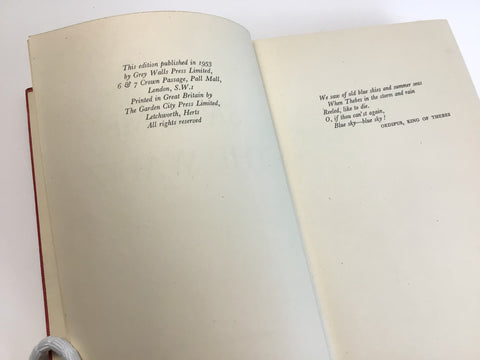 This edition published in 1953
by Grey Walls Press Limited,
6 & 7 Crown Passage, Pall Mall,
London, S.W.1
Printed in Great Britain by
The Garden City Press Limited,
Letchworth, Herts
All rights reserved
We saw of old blue skies and summer seas
When Thebes in the storm and rain
Reeled, like to die.
O, if thou can'st again,
Blue sky—blue sky!
OEDIPUS, KING OF THEBES